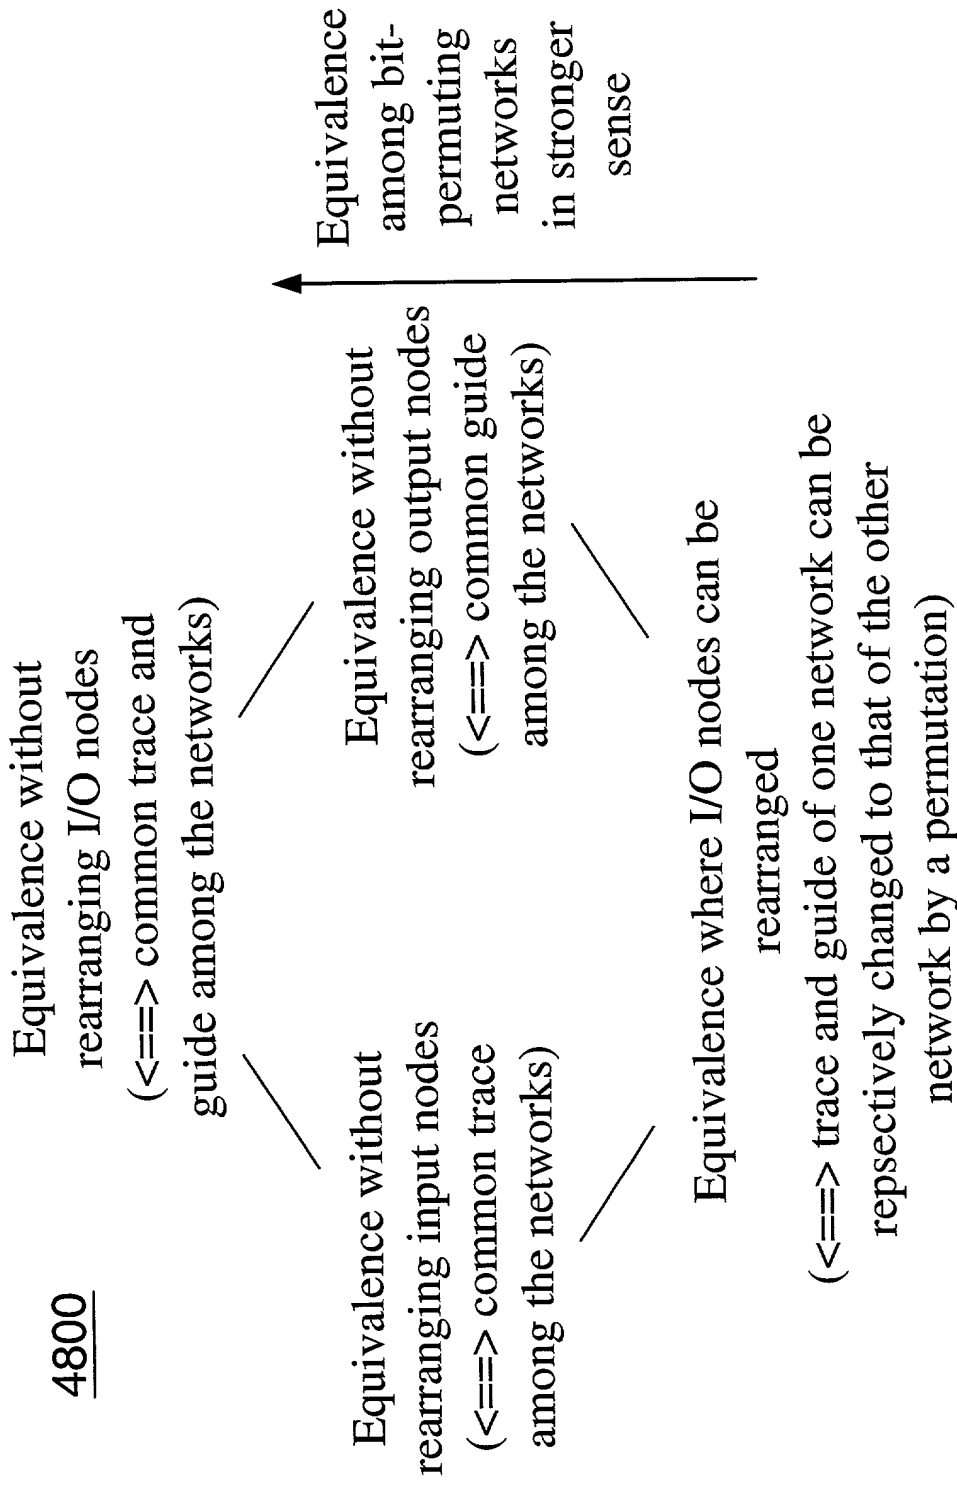 4800
Equivalence without
rearranging I/O nodes
(<==> common trace and
guide among the networks)
Equivalence without
rearranging input nodes
(<==> common trace
among the networks)
Equivalence without
rearranging output nodes
(<==> common guide
among the networks)
Equivalence
among bit-
permuting
networks
in stronger
sense
Equivalence where I/O nodes can be
rearranged
(<==> trace and guide of one network can be
repsectively changed to that of the other
network by a permutation)